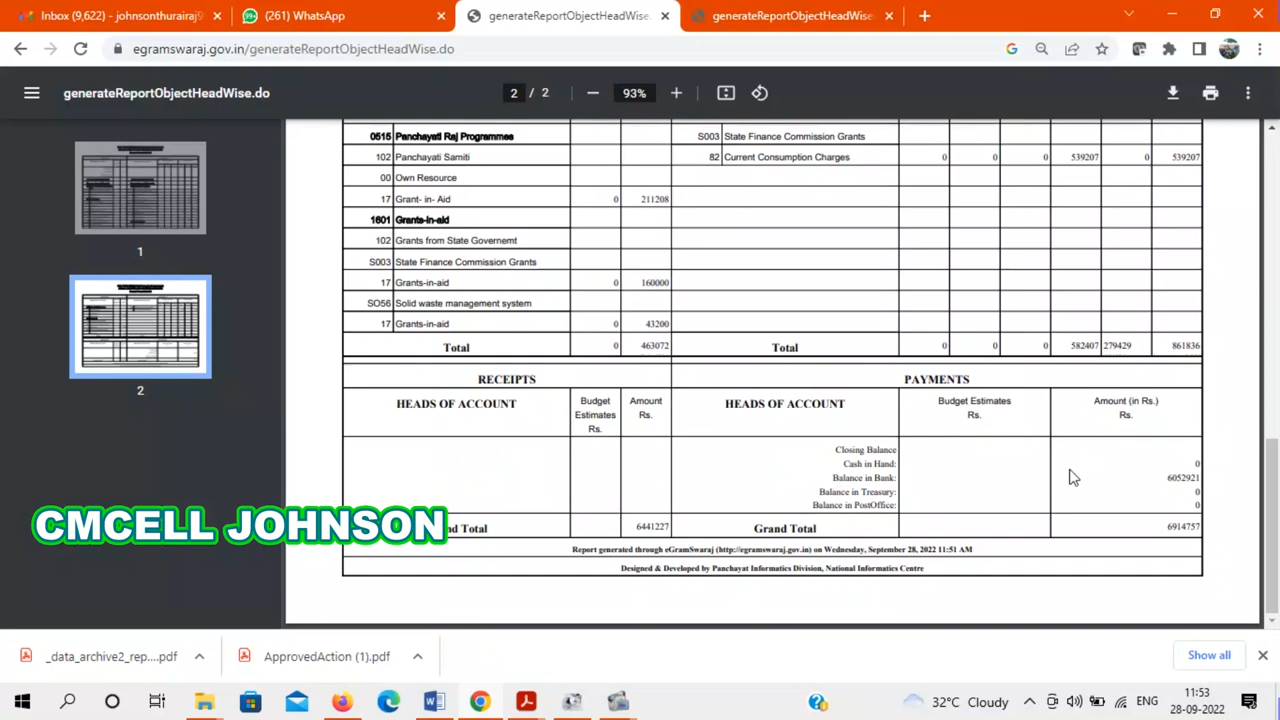 Inbox (9,622) - johnsonthurairaj9 × (261) WhatsApp × generateReportObjectHeadWise. × generateReportObjectHeadWise. × +
egramswaraj.gov.in/generateReportObjectHeadWise.do
generateReportObjectHeadWise.do 2 / 2 − 93% +
0515 Panchayati Raj Programmes S003 State Finance Commission Grants
102 Panchayati Samiti 82 Current Consumption Charges 0 0 0 539207 0 539207
00 Own Resource
17 Grant- in- Aid 0 211208
1601 Grants-in-aid
102 Grants from State Governemt
S003 State Finance Commission Grants
17 Grants-in-aid 0 160000
SO56 Solid waste management system
17 Grants-in-aid 0 43200
Total 0 463072 Total 0 0 0 582407 279429 861836
RECEIPTS PAYMENTS
HEADS OF ACCOUNT Budget Estimates Rs. Amount Rs. HEADS OF ACCOUNT Budget Estimates Rs. Amount (in Rs.) Rs.
Closing Balance
Cash in Hand: 0
Balance in Bank: 6052921
Balance in Treasury: 0
Balance in PostOffice: 0
nd Total 6441227 Grand Total 6914757
Report generated through eGramSwaraj (http://egramswaraj.gov.in) on Wednesday, September 28, 2022 11:51 AM
Designed & Developed by Panchayat Informatics Division, National Informatics Centre
1
2
CMCELL JOHNSON
_data_archive2_rep....pdf ApprovedAction (1).pdf Show all ×
32°C Cloudy ENG 11:53
28-09-2022